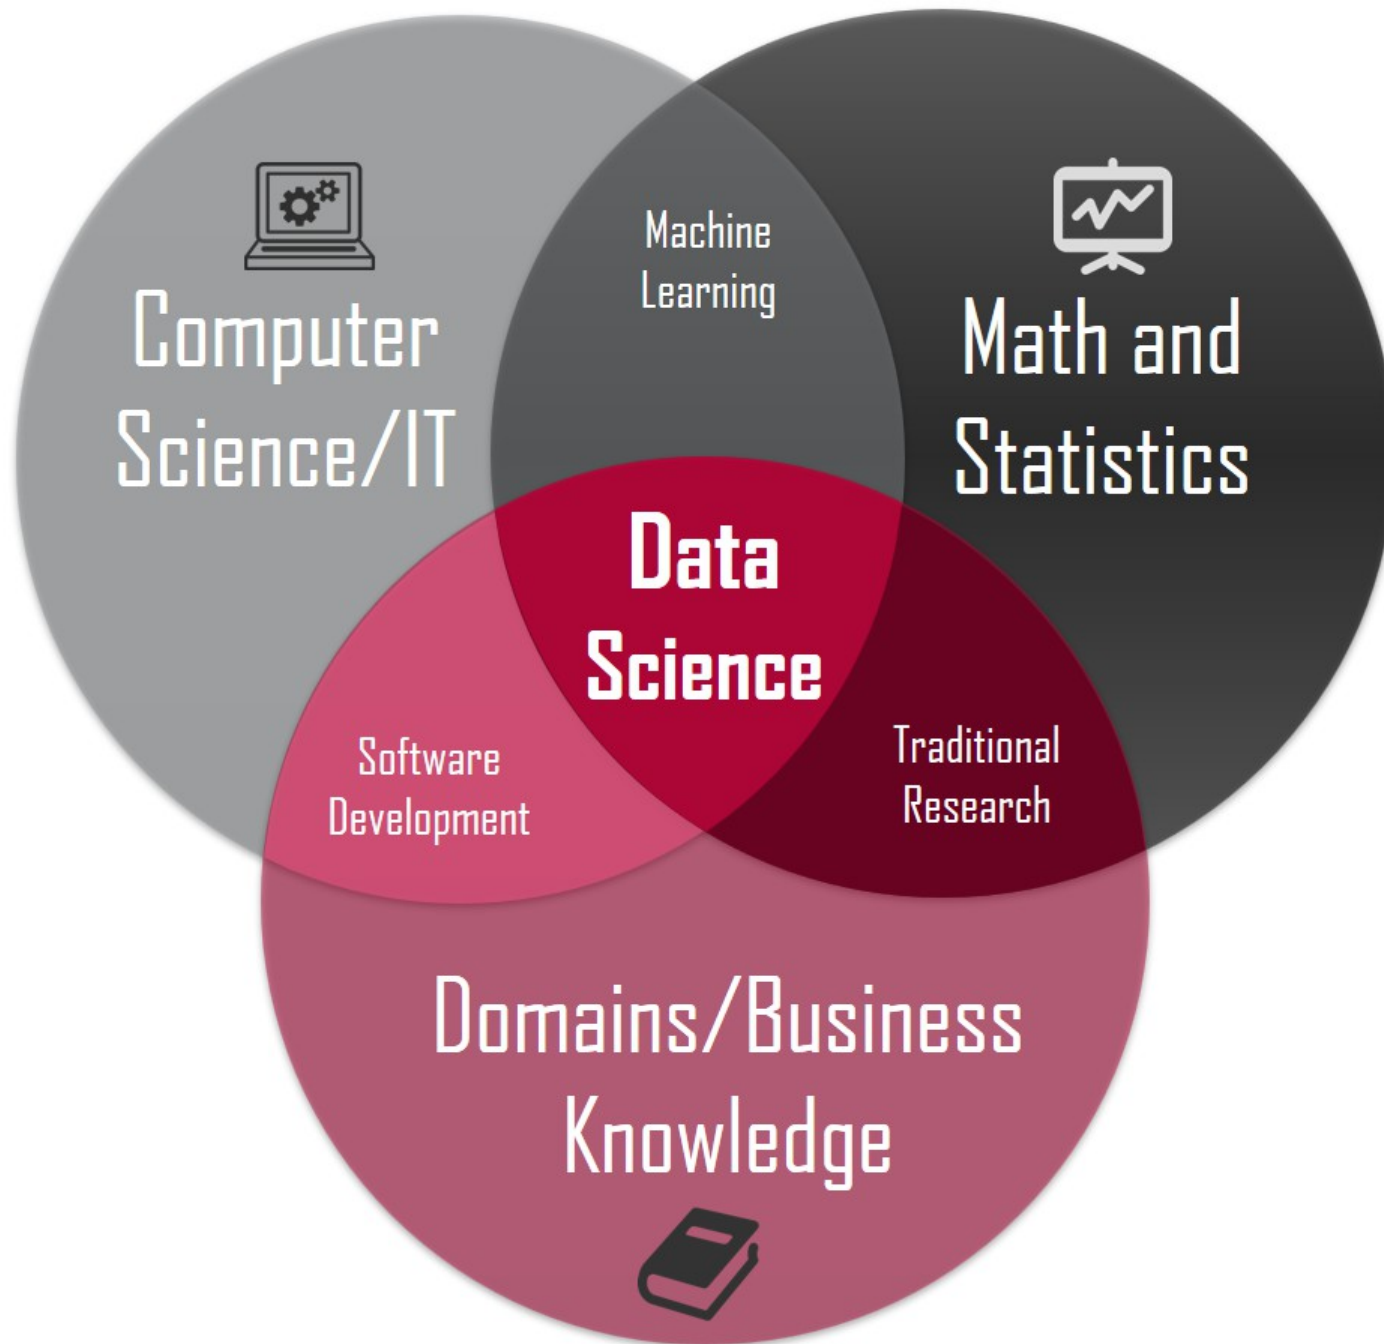 Machine
Learning
Computer
Science/IT
Math and
Statistics
Data
Science
Software
Development
Traditional
Research
Domains/Business
Knowledge